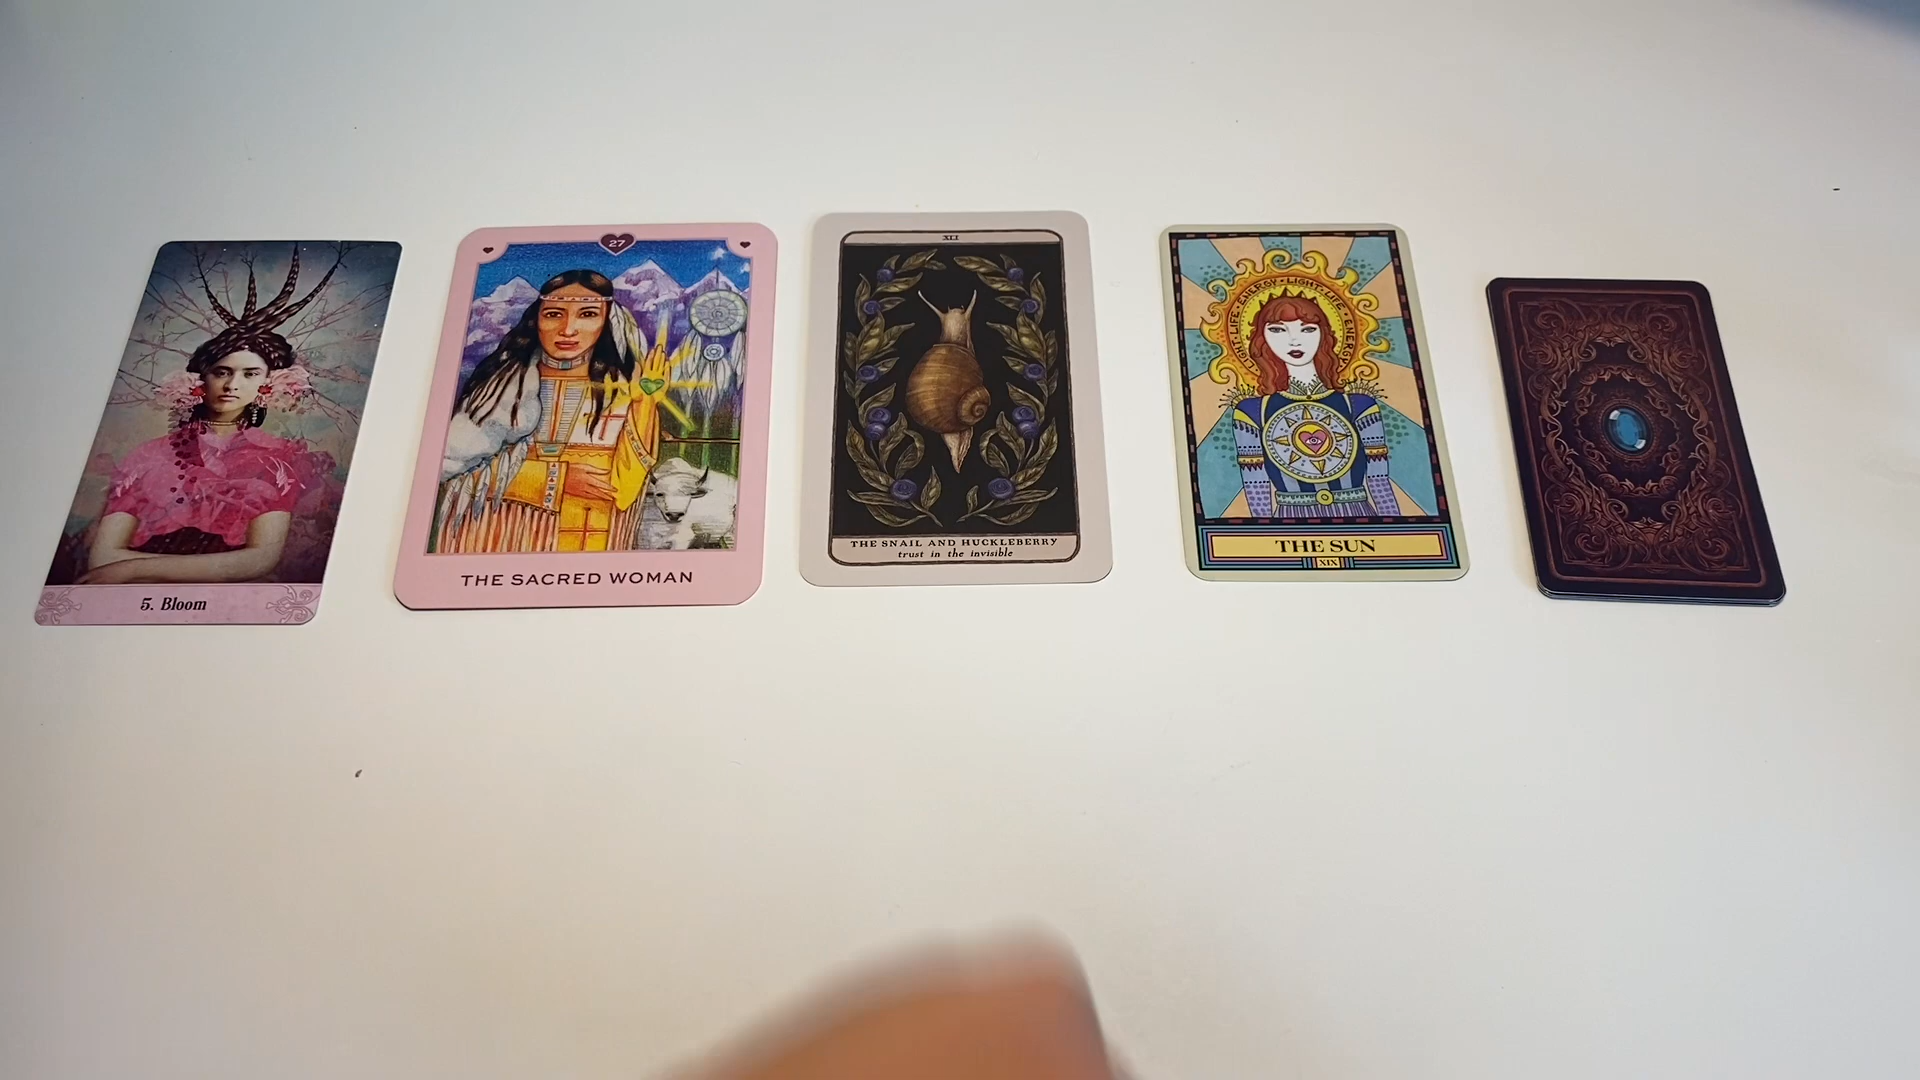 5. Bloom
27
THE SACRED WOMAN
XLI
THE SNAIL AND HUCKLEBERRY
trust in the invisible
LIGHT · LIFE · ENERGY · LIGHT · LIFE · ENERGY
THE SUN
XIX